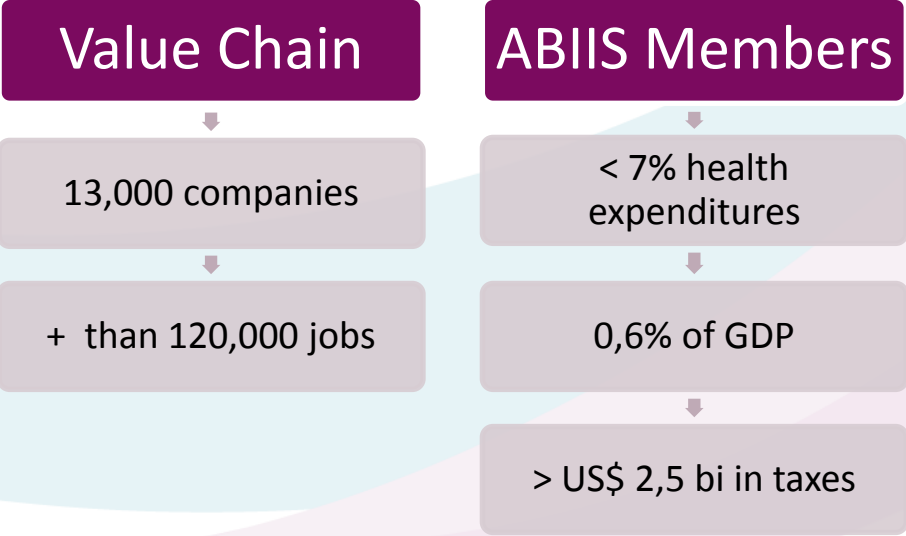 Value Chain
13,000 companies
+ than 120,000 jobs
ABIIS Members
< 7% health
expenditures
0,6% of GDP
> US$ 2,5 bi in taxes